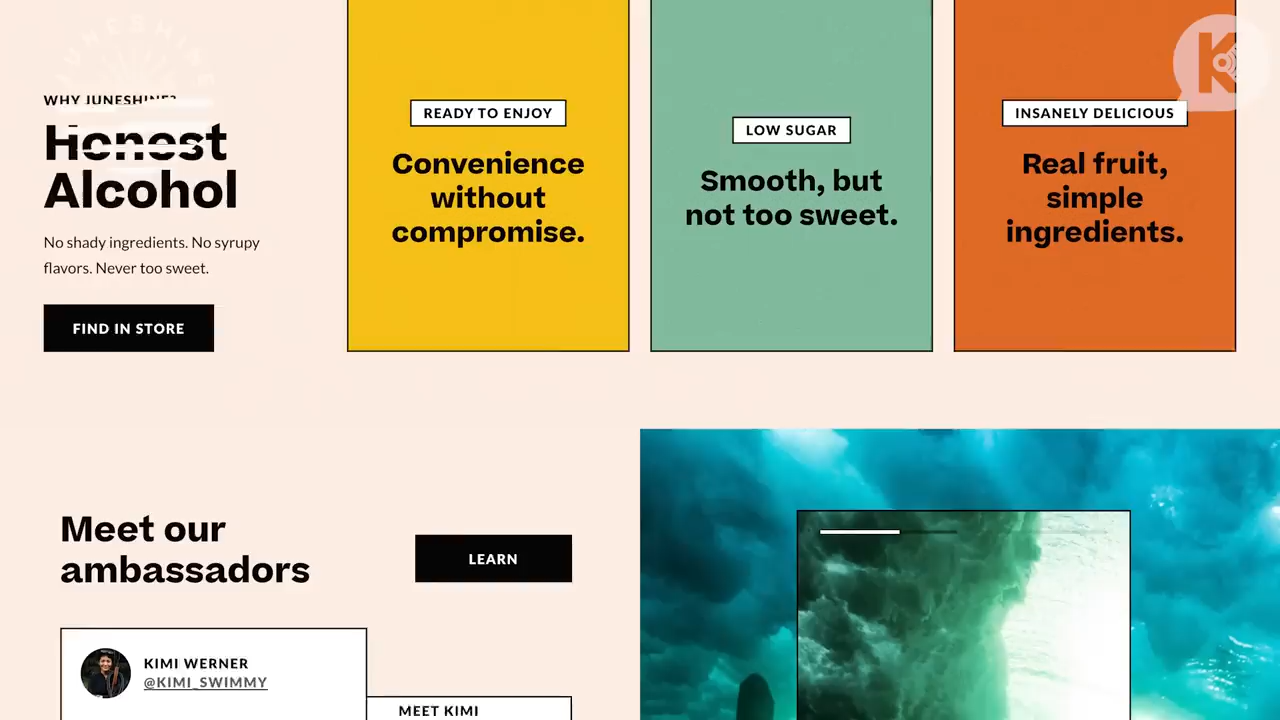 JUNESHINE
WHY JUNESHINE?
Honest
Alcohol
No shady ingredients. No syrupy
flavors. Never too sweet.
FIND IN STORE
READY TO ENJOY
Convenience
without
compromise.
LOW SUGAR
Smooth, but
not too sweet.
INSANELY DELICIOUS
Real fruit,
simple
ingredients.
K
Meet our
ambassadors
LEARN
KIMI WERNER
@KIMI_SWIMMY
MEET KIMI